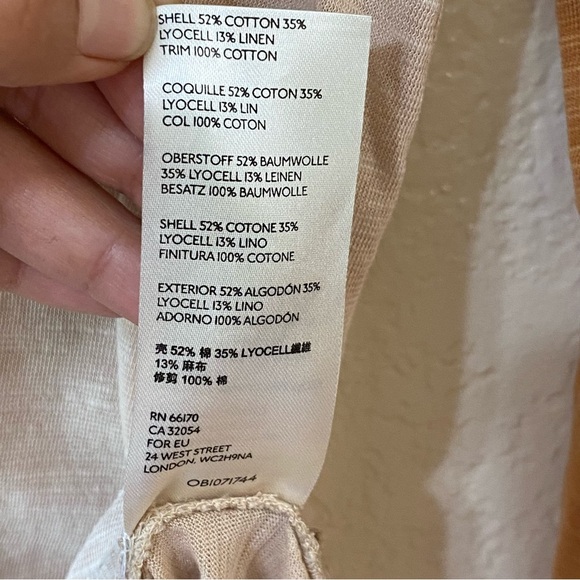 SHELL 52% COTTON 35%
LYOCELL 13% LINEN
TRIM 100% COTTON
COQUILLE 52% COTON 35%
LYOCELL 13% LIN
COL 100% COTON
OBERSTOFF 52% BAUMWOLLE
35% LYOCELL 13% LEINEN
BESATZ 100% BAUMWOLLE
SHELL 52% COTONE 35%
LYOCELL 13% LINO
FINITURA 100% COTONE
EXTERIOR 52% ALGODÓN 35%
LYOCELL 13% LINO
ADORNO 100% ALGODÓN
壳 52% 棉 35% LYOCELL纖維
13% 麻布
修剪 100% 棉
RN 66170
CA 32054
FOR EU
24 WEST STREET
LONDON, WC2H9NA
OB1071744